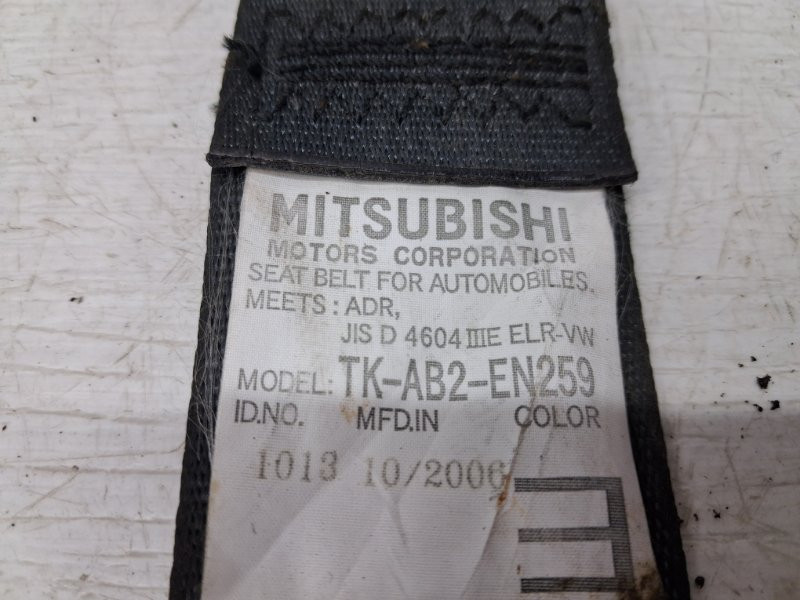 MITSUBISHI
MOTORS CORPORATION
SEAT BELT FOR AUTOMOBILES.
MEETS : ADR,
JIS D 4604 IIIE ELR-VW
MODEL: TK-AB2-EN259
ID.NO. MFD.IN COLOR
1013 10/2006